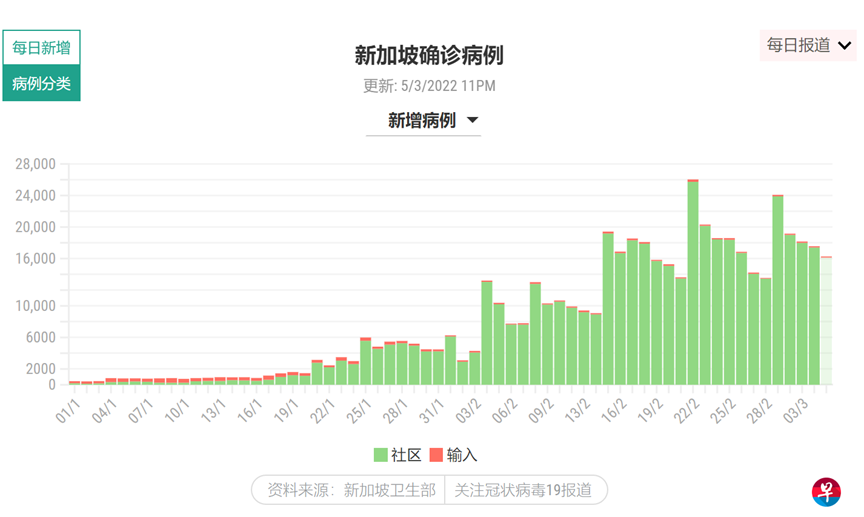 每日新增
病例分类
新加坡确诊病例
每日报道
更新: 5/3/2022 11PM
新增病例
28,000
24,000
20,000
16,000
10,000
6000
2000
0
01/1 04/1 07/1 10/1 13/1 16/1 19/1 22/1 25/1 28/1 31/1 03/2 06/2 09/2 13/2 16/2 19/2 22/2 25/2 28/2 03/3
社区 输入
资料来源: 新加坡卫生部 关注冠状病毒19报道
早